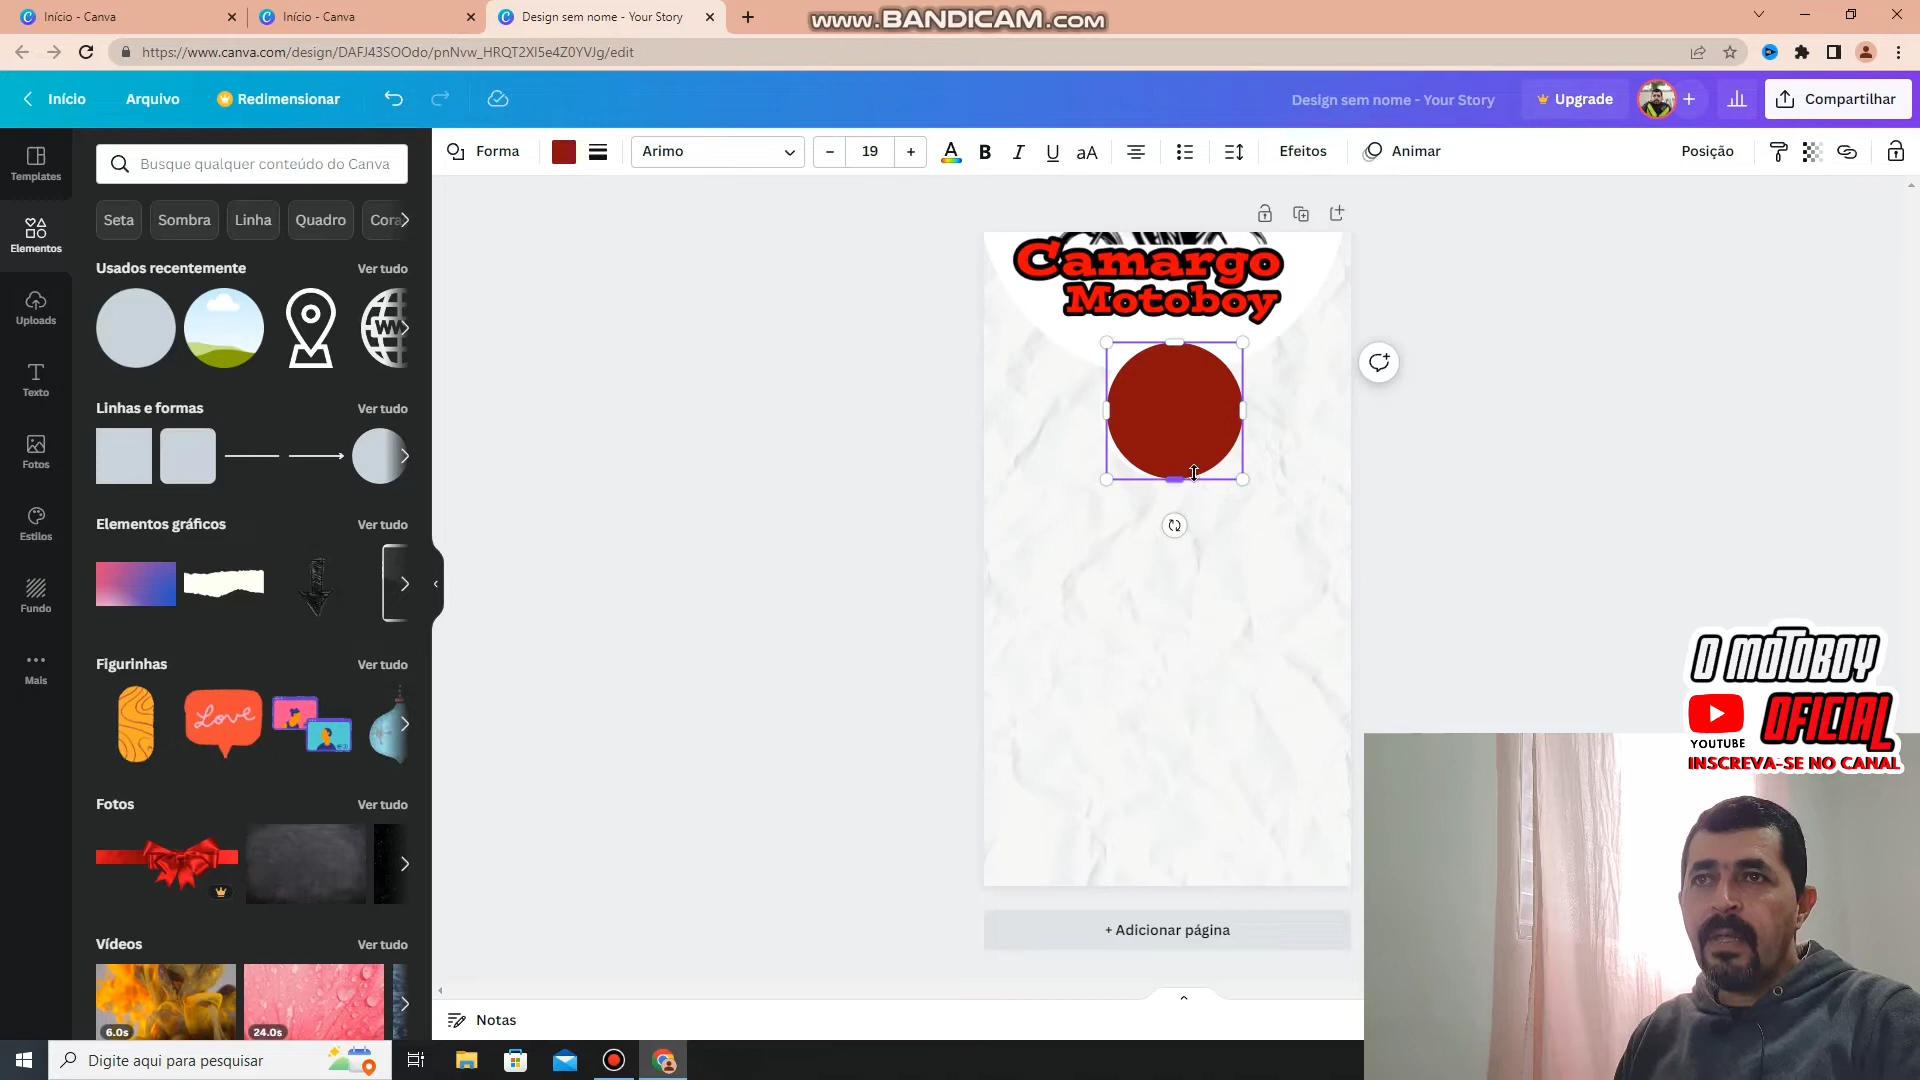 Início - Canva
Início - Canva
Design sem nome - Your Story
www.BANDICAM.com
https://www.canva.com/design/DAFJ43SOOdo/pnNvw_HRQT2Xl5e4Z0YVJg/edit
Início
Arquivo
Redimensionar
Design sem nome - Your Story
Upgrade
Compartilhar
Templates
Elementos
Uploads
Texto
Fotos
Estilos
Fundo
Mais
Busque qualquer conteúdo do Canva
Seta
Sombra
Linha
Quadro
Cora
Usados recentemente
Ver tudo
Linhas e formas
Ver tudo
Elementos gráficos
Ver tudo
Figurinhas
Ver tudo
Love
Fotos
Ver tudo
Vídeos
Ver tudo
6.0s
24.0s
Forma
Arimo
19
A
B
I
U
aA
Efeitos
Animar
Posição
Camargo
Motoboy
+ Adicionar página
Notas
O MOTOBOY
OFICIAL
YOUTUBE
INSCREVA-SE NO CANAL
Digite aqui para pesquisar